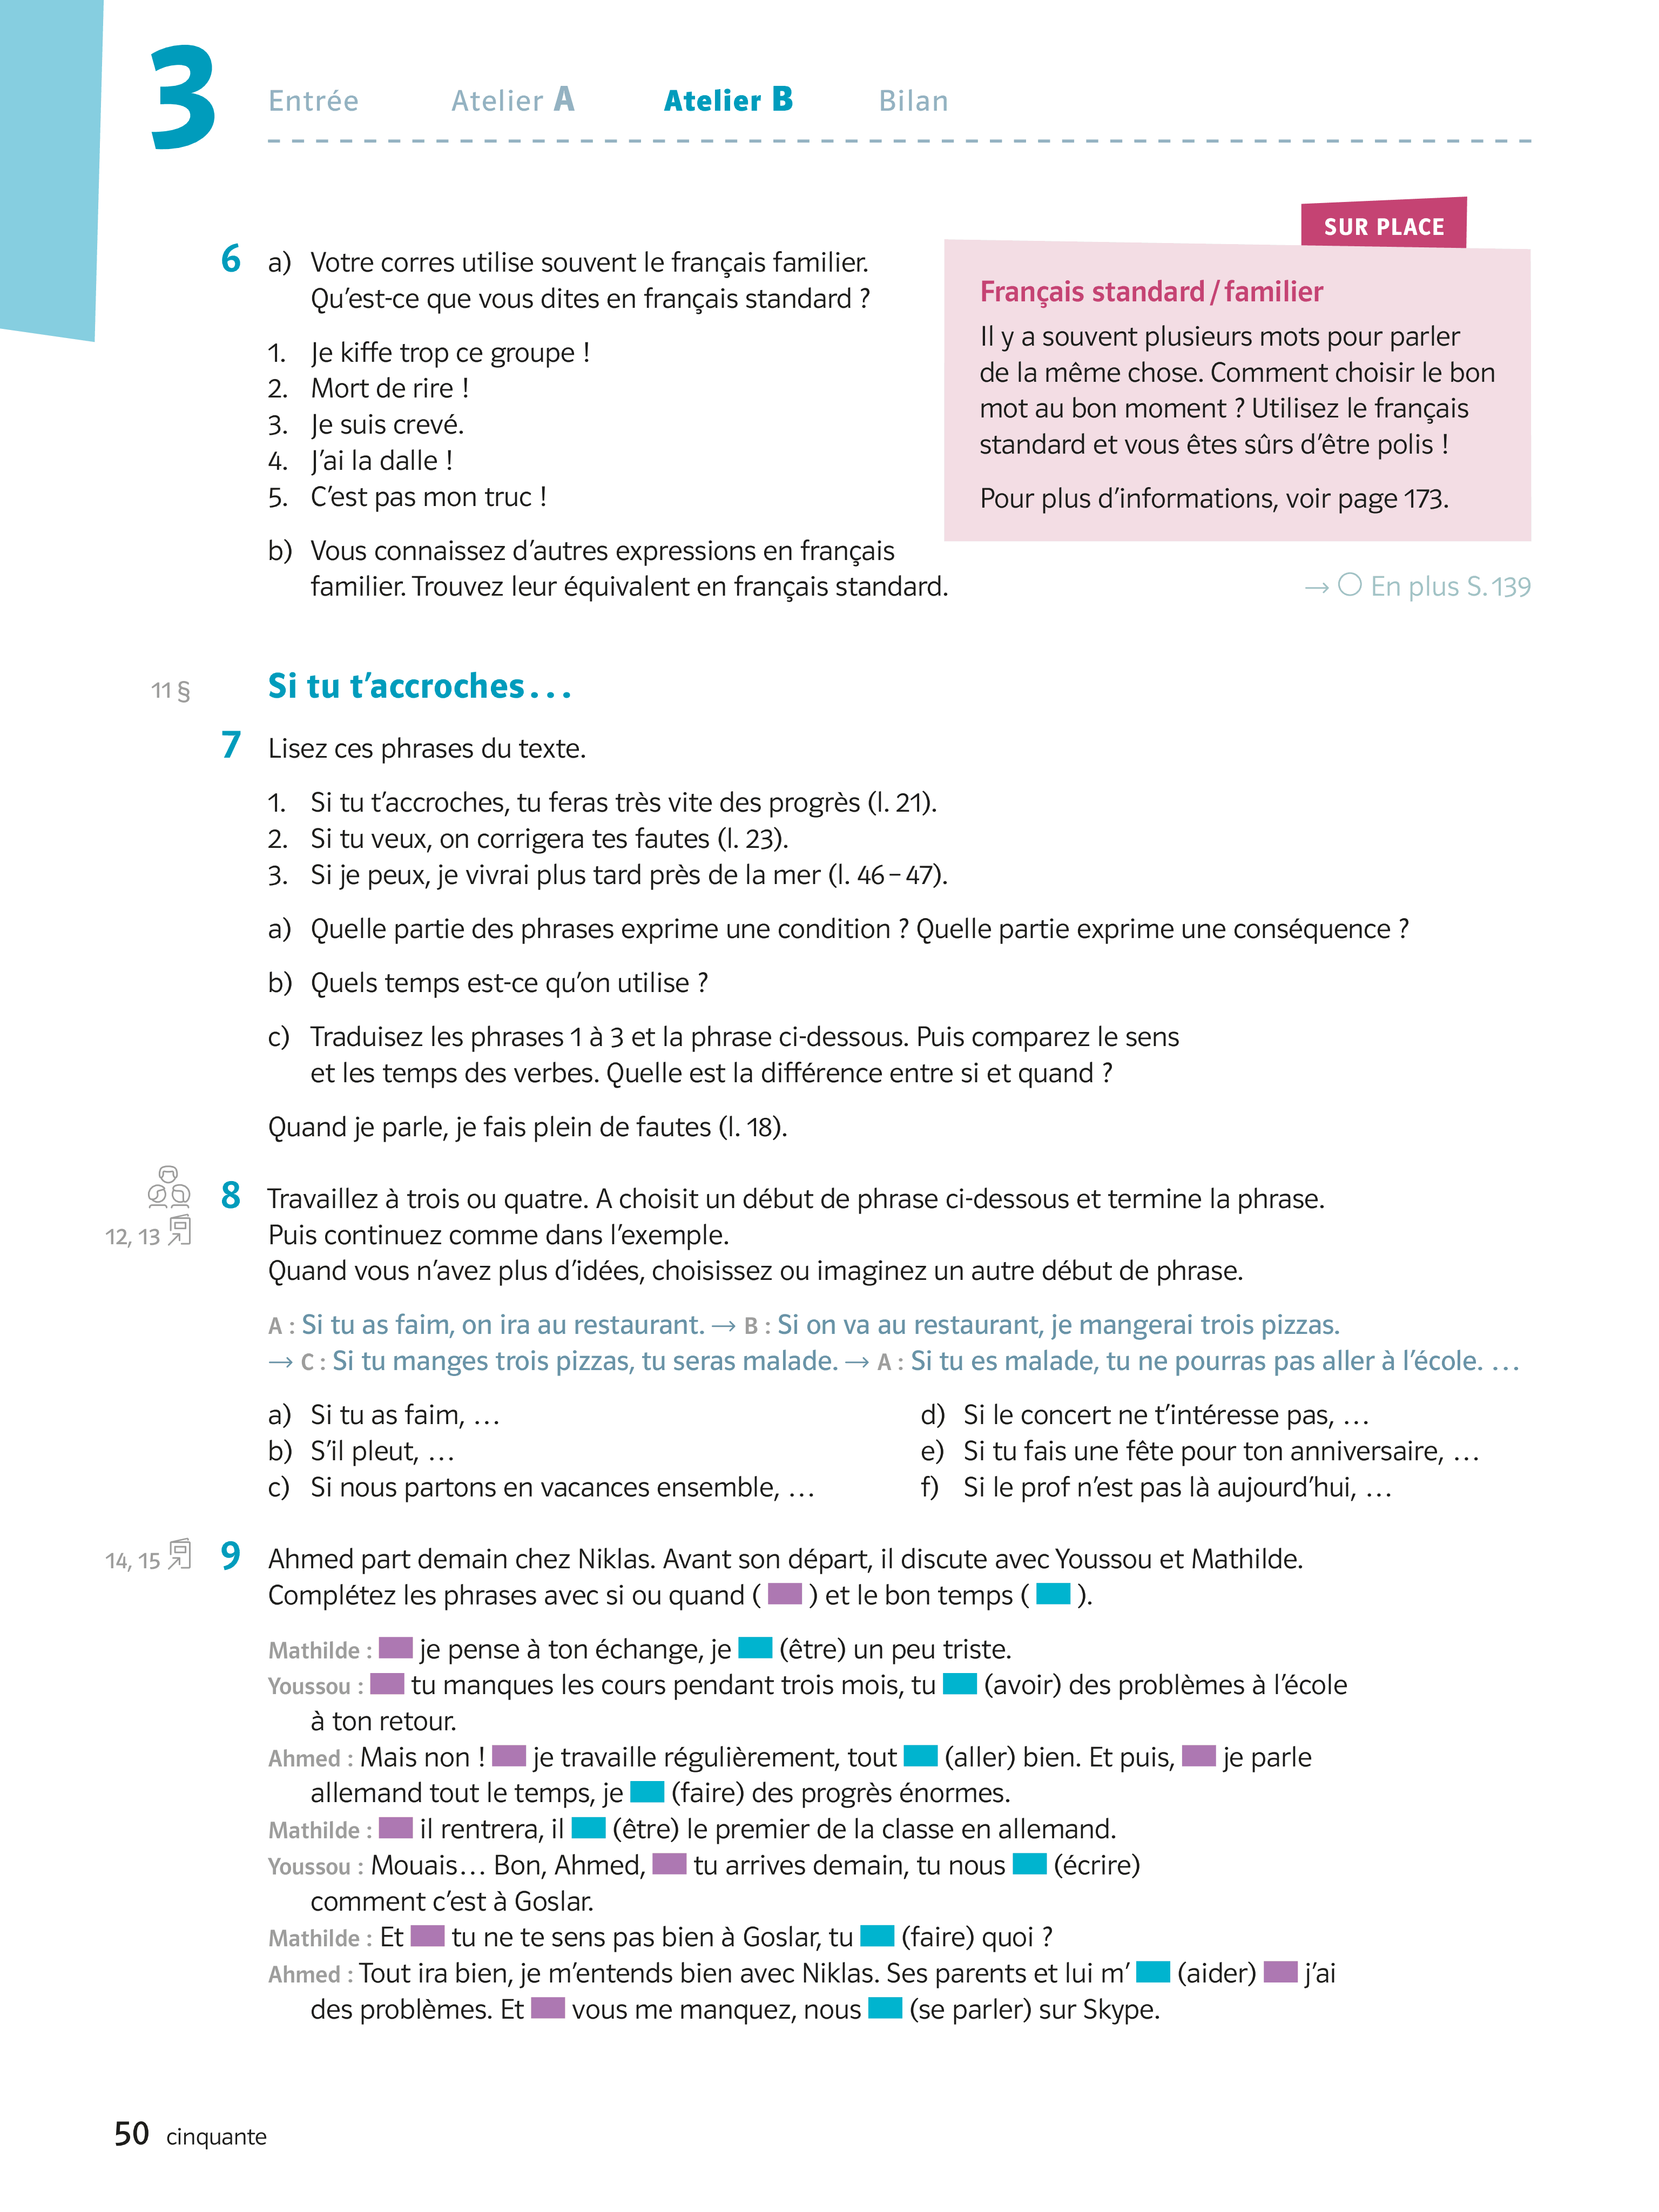 3
Entrée Atelier A Atelier B Bilan
6 a) Votre corres utilise souvent le français familier.
Qu’est-ce que vous dites en français standard ?
1. Je kiffe trop ce groupe !
2. Mort de rire !
3. Je suis crevé.
4. J’ai la dalle !
5. C’est pas mon truc !
b) Vous connaissez d’autres expressions en français
familier. Trouvez leur équivalent en français standard.
SUR PLACE
Français standard / familier
Il y a souvent plusieurs mots pour parler
de la même chose. Comment choisir le bon
mot au bon moment ? Utilisez le français
standard et vous êtes sûrs d’être polis !
Pour plus d’informations, voir page 173.
→ ○ En plus S. 139
11 § Si tu t’accroches…
7 Lisez ces phrases du texte.
1. Si tu t’accroches, tu feras très vite des progrès (l. 21).
2. Si tu veux, on corrigera tes fautes (l. 23).
3. Si je peux, je vivrai plus tard près de la mer (l. 46 – 47).
a) Quelle partie des phrases exprime une condition ? Quelle partie exprime une conséquence ?
b) Quels temps est-ce qu’on utilise ?
c) Traduisez les phrases 1 à 3 et la phrase ci-dessous. Puis comparez le sens
et les temps des verbes. Quelle est la différence entre si et quand ?
Quand je parle, je fais plein de fautes (l. 18).
8 Travaillez à trois ou quatre. A choisit un début de phrase ci-dessous et termine la phrase.
12, 13 Puis continuez comme dans l’exemple.
Quand vous n’avez plus d’idées, choisissez ou imaginez un autre début de phrase.
A : Si tu as faim, on ira au restaurant. → B : Si on va au restaurant, je mangerai trois pizzas.
→ C : Si tu manges trois pizzas, tu seras malade. → A : Si tu es malade, tu ne pourras pas aller à l’école. …
a) Si tu as faim, …
b) S’il pleut, …
c) Si nous partons en vacances ensemble, …
d) Si le concert ne t’intéresse pas, …
e) Si tu fais une fête pour ton anniversaire, …
f) Si le prof n’est pas là aujourd’hui, …
14, 15 9 Ahmed part demain chez Niklas. Avant son départ, il discute avec Youssou et Mathilde.
Complétez les phrases avec si ou quand ( ) et le bon temps ( ).
Mathilde : je pense à ton échange, je (être) un peu triste.
Youssou : tu manques les cours pendant trois mois, tu (avoir) des problèmes à l’école
à ton retour.
Ahmed : Mais non ! je travaille régulièrement, tout (aller) bien. Et puis, je parle
allemand tout le temps, je (faire) des progrès énormes.
Mathilde : il rentrera, il (être) le premier de la classe en allemand.
Youssou : Mouais… Bon, Ahmed, tu arrives demain, tu nous (écrire)
comment c’est à Goslar.
Mathilde : Et tu ne te sens pas bien à Goslar, tu (faire) quoi ?
Ahmed : Tout ira bien, je m’entends bien avec Niklas. Ses parents et lui m’ (aider) j’ai
des problèmes. Et vous me manquez, nous (se parler) sur Skype.
50 cinquante